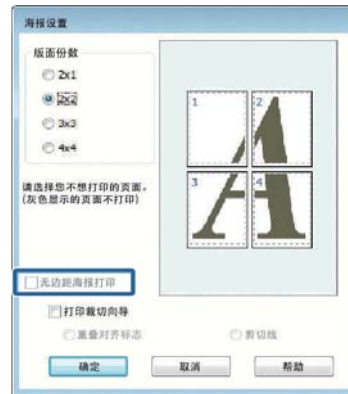 海报设置
版面份数
2x1
2x2
3x3
4x4
请选择您不想打印的页面。
(灰色显示的页面不打印)
1 2
3 4
无边距海报打印
打印裁切向导
重叠对齐标志 剪切线
确定 取消 帮助